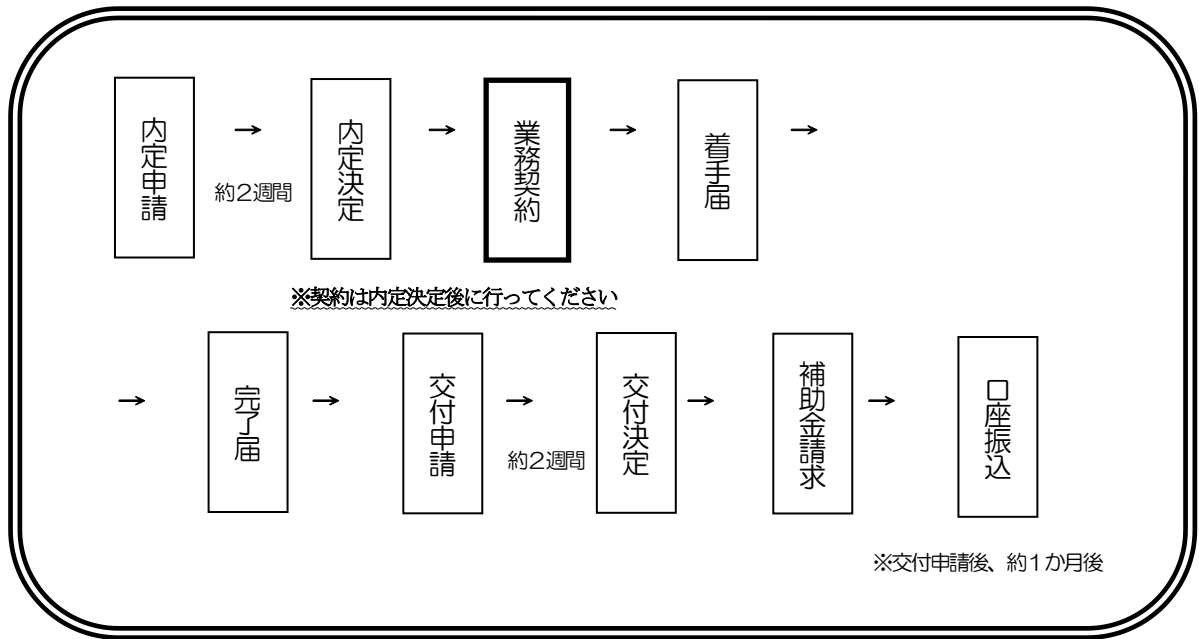 内定申請
→
約2週間
内定決定
→
業務契約
→
着手届
→
※契約は内定決定後に行ってください
→
完了届
→
交付申請
→
約2週間
交付決定
→
補助金請求
→
口座振込
※交付申請後、約1か月後